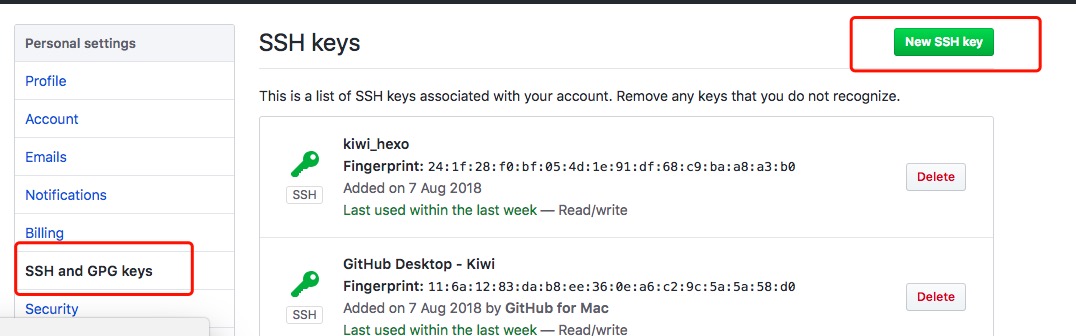 Personal settings
Profile
Account
Emails
Notifications
Billing
SSH and GPG keys
Security
SSH keys
New SSH key
This is a list of SSH keys associated with your account. Remove any keys that you do not recognize.
kiwi_hexo
Fingerprint: 24:1f:28:f0:bf:05:4d:1e:91:df:68:c9:ba:a8:a3:b0
SSH
Added on 7 Aug 2018
Last used within the last week — Read/write
Delete
GitHub Desktop - Kiwi
Fingerprint: 11:6a:12:83:da:b8:ee:36:0e:a6:c2:9c:5a:5a:58:d0
SSH
Added on 7 Aug 2018 by GitHub for Mac
Last used within the last week — Read/write
Delete